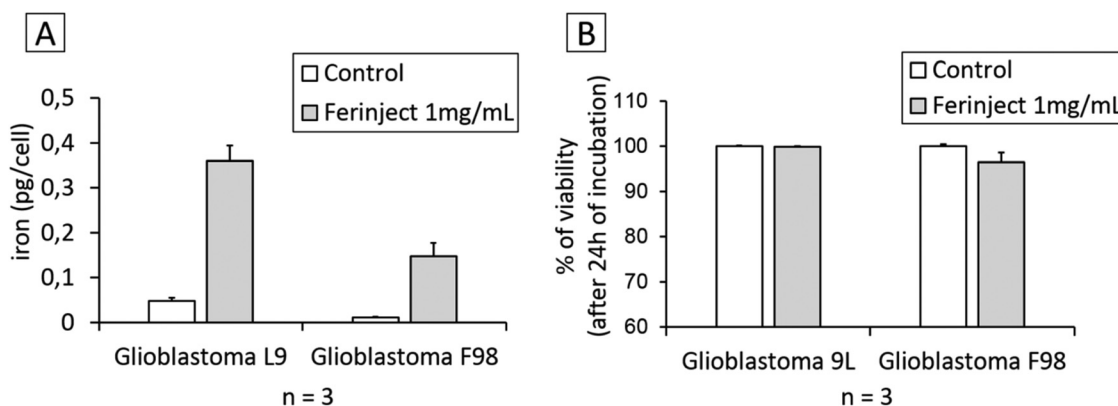 A
Control
Ferinject 1mg/mL
iron (pg/cell)
0,5
0,4
0,3
0,2
0,1
0
Glioblastoma L9
Glioblastoma F98
n = 3
B
Control
Ferinject 1mg/mL
% of viability
(after 24h of incubation)
110
100
90
80
70
60
Glioblastoma 9L
Glioblastoma F98
n = 3